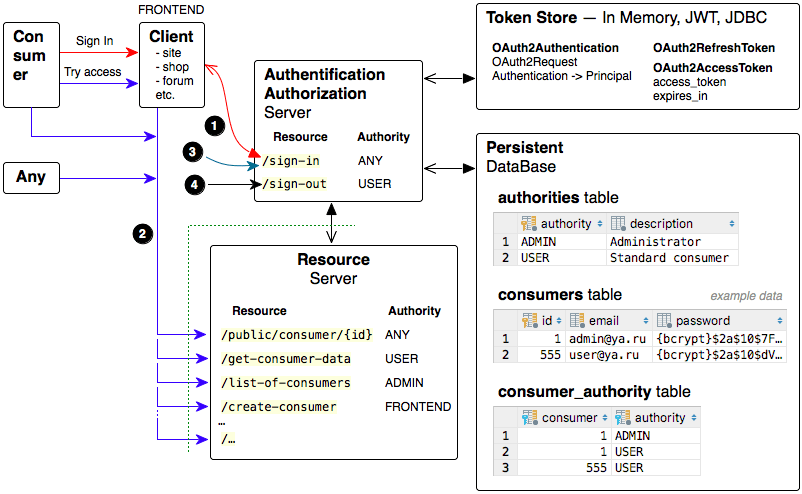 FRONTEND
Consumer
Sign In
Try access
Client
- site
- shop
- forum
etc.
Any
1
2
3
4
Authentification
Authorization
Server
Resource Authority
/sign-in ANY
/sign-out USER
Resource
Server
Resource Authority
/public/consumer/{id} ANY
/get-consumer-data USER
/list-of-consumers ADMIN
/create-consumer FRONTEND
…
/…
Token Store — In Memory, JWT, JDBC
OAuth2Authentication
OAuth2Request
Authentication -> Principal
OAuth2RefreshToken
OAuth2AccessToken
access_token
expires_in
Persistent
DataBase
authorities table
authority description
1 ADMIN Administrator
2 USER Standard consumer
consumers table example data
id email password
1 1 admin@ya.ru {bcrypt}$2a$10$7F…
2 555 user@ya.ru {bcrypt}$2a$10$dV…
consumer_authority table
consumer authority
1 1 ADMIN
2 1 USER
3 555 USER